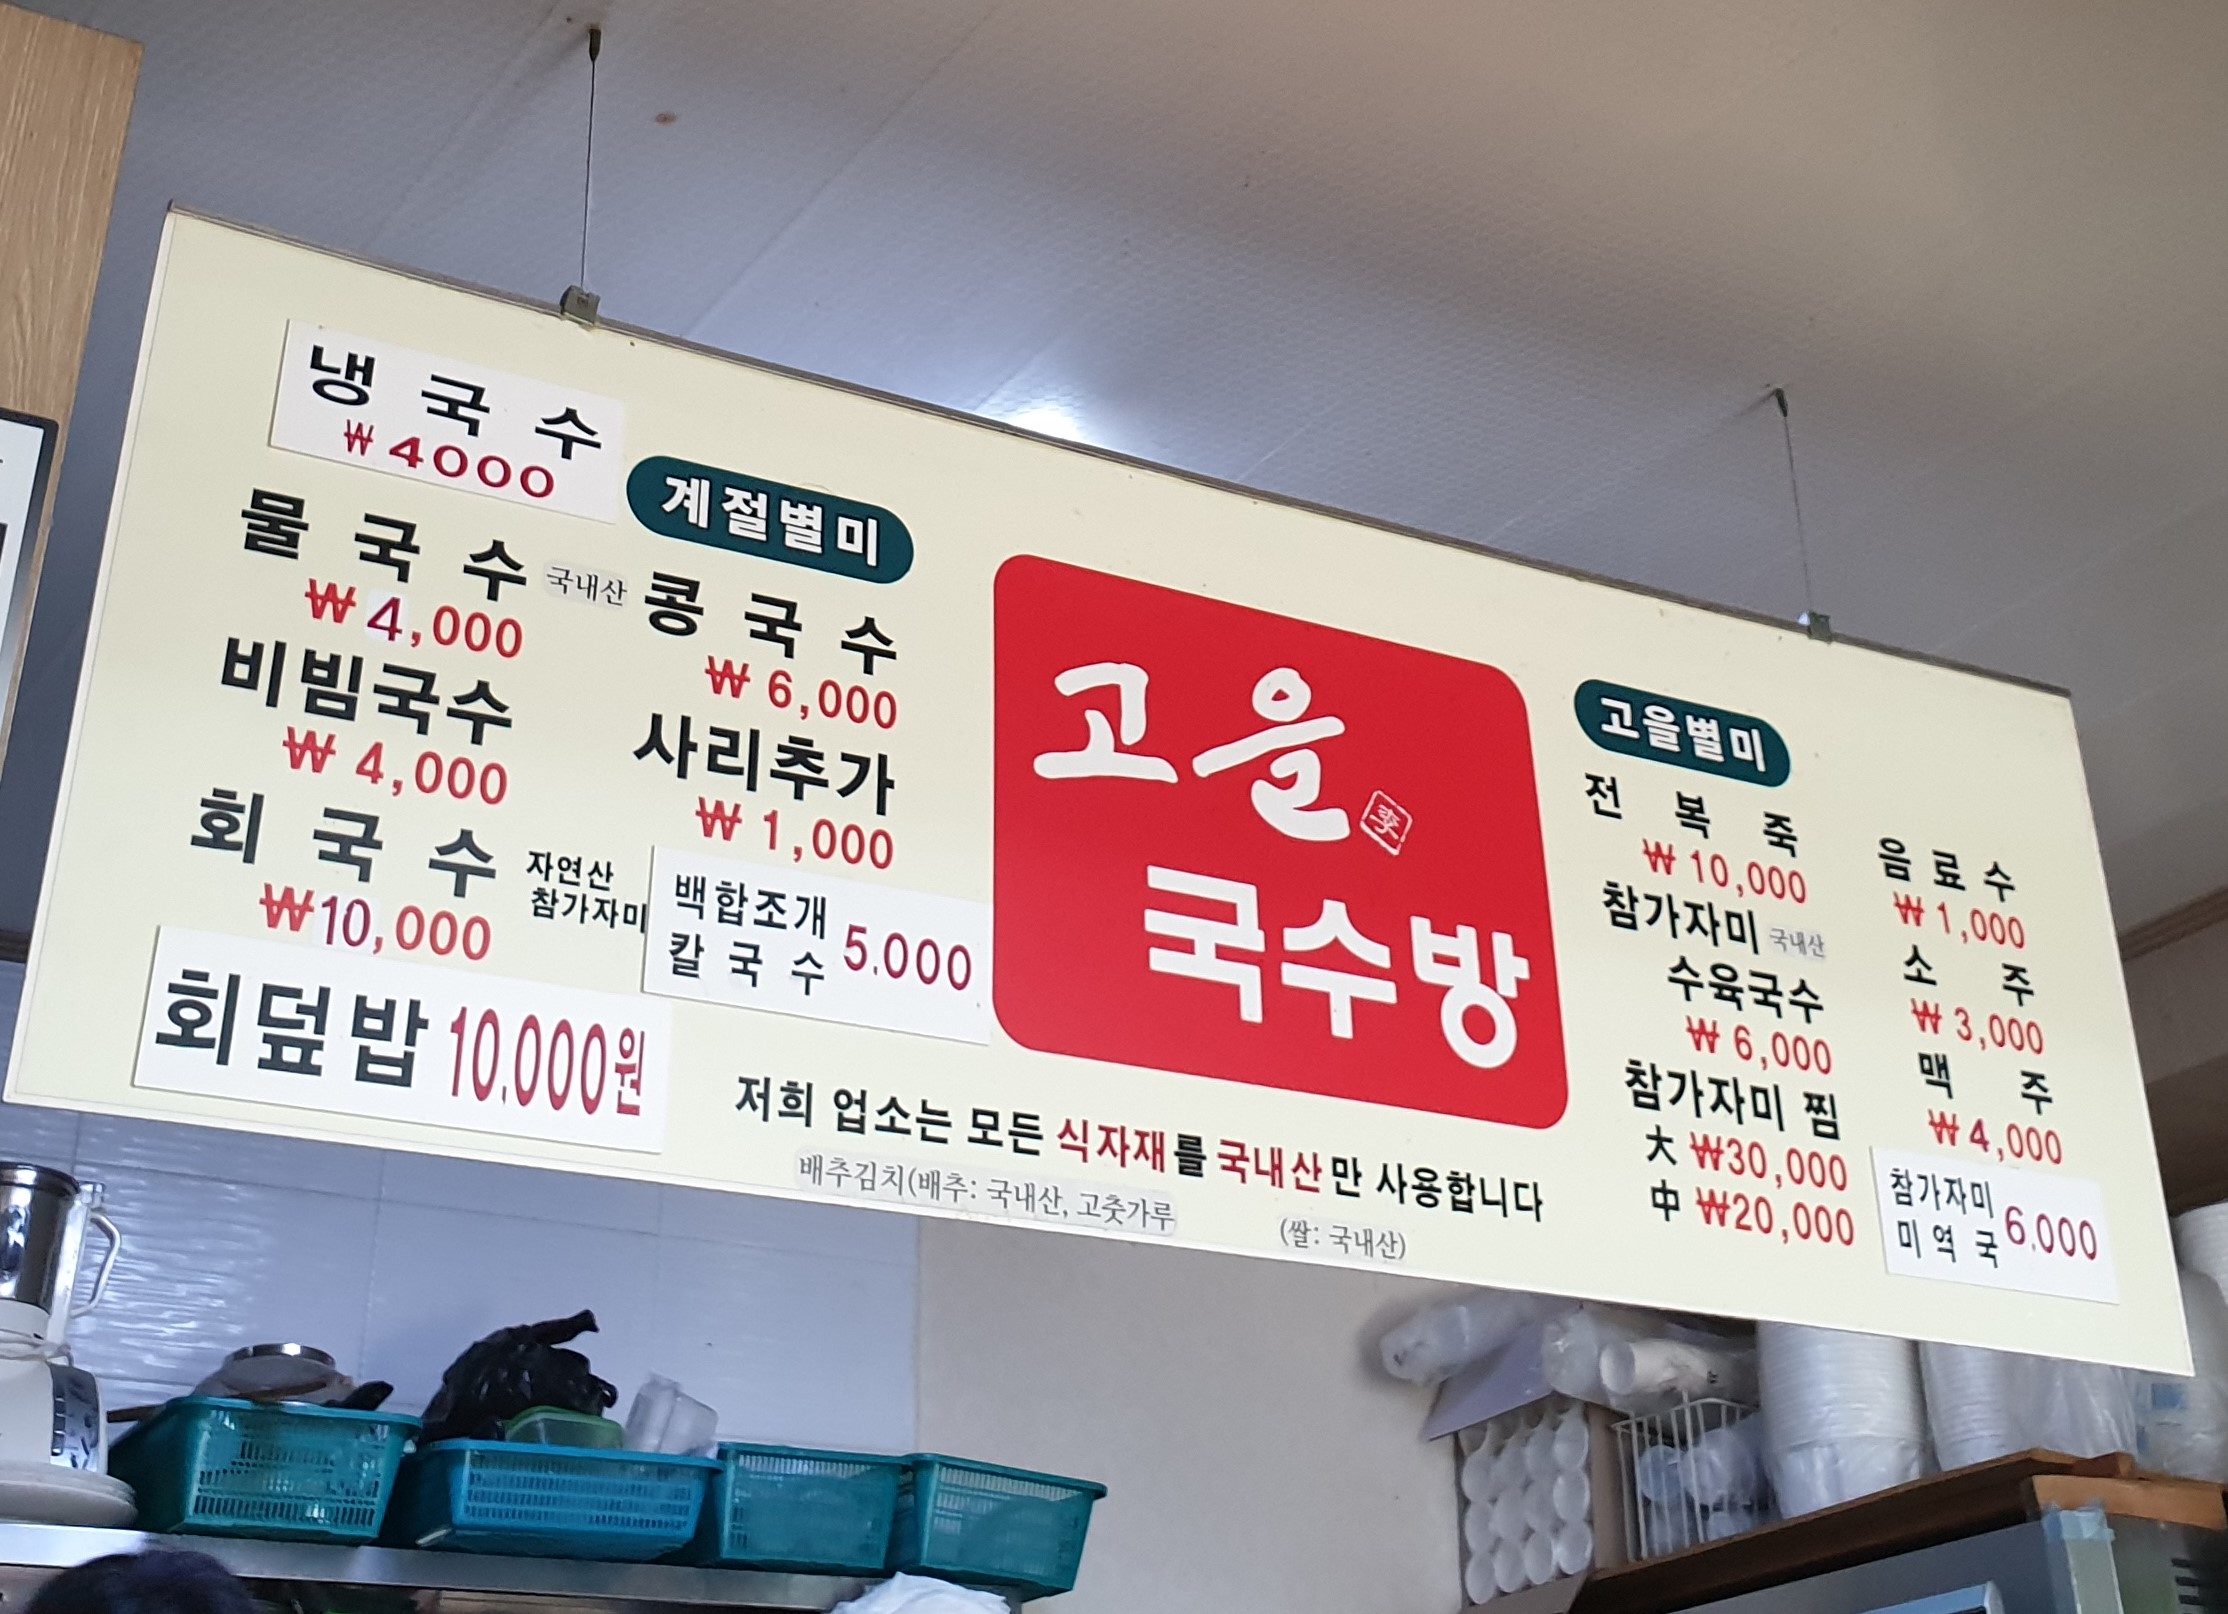 냉국수
₩4000
물국수
₩4,000
비빔국수
₩4,000
회국수 자연산 참가자미
₩10,000
회덮밥 10.000원
계절별미
국내산 콩국수
₩6,000
사리추가
₩1,000
백합조개
칼국수 5.000
고을
李
국수방
고을별미
전복죽
₩10,000
참가자미 국내산
수육국수
₩6,000
참가자미 찜
大 ₩30,000
中 ₩20,000
음료수
₩1,000
소주
₩3,000
맥주
₩4,000
참가자미
미역국 6.000
저희 업소는 모든 식자재를 국내산만 사용합니다
배추김치(배추: 국내산, 고춧가루
(쌀: 국내산)